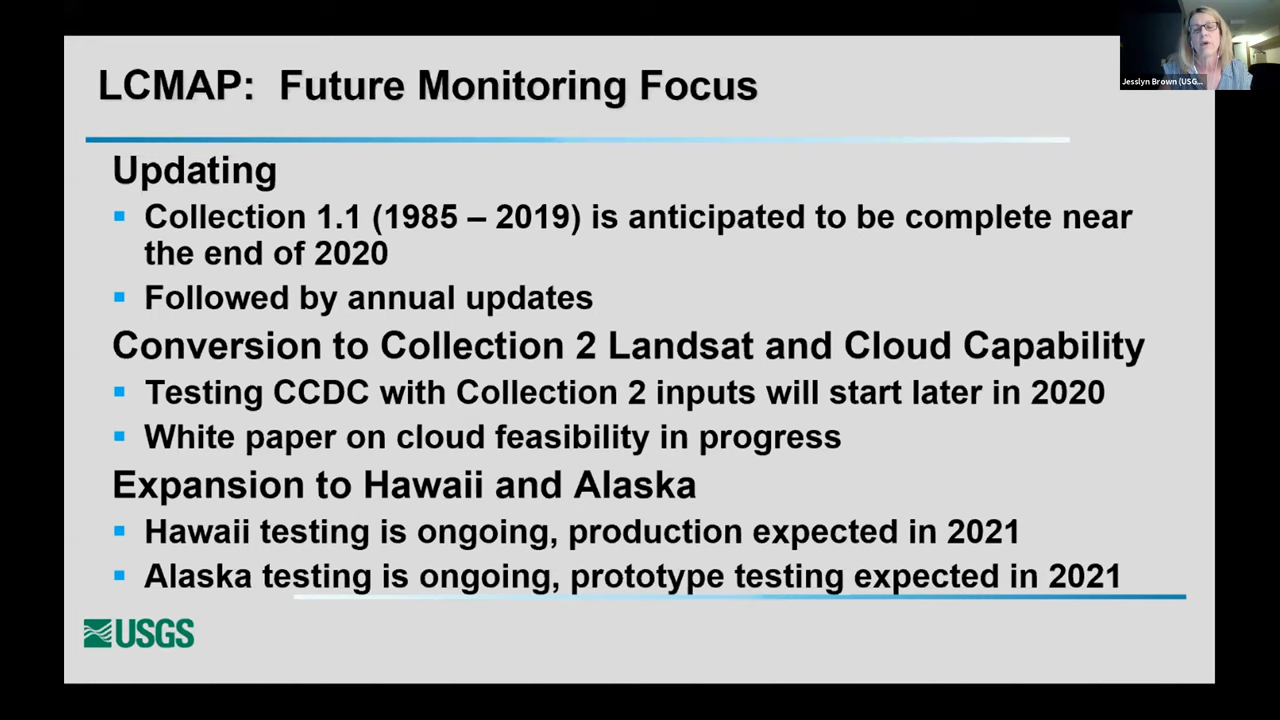 LCMAP: Future Monitoring Focus
Jesslyn Brown (USG...
Updating
Collection 1.1 (1985 – 2019) is anticipated to be complete near
the end of 2020
Followed by annual updates
Conversion to Collection 2 Landsat and Cloud Capability
Testing CCDC with Collection 2 inputs will start later in 2020
White paper on cloud feasibility in progress
Expansion to Hawaii and Alaska
Hawaii testing is ongoing, production expected in 2021
Alaska testing is ongoing, prototype testing expected in 2021
USGS